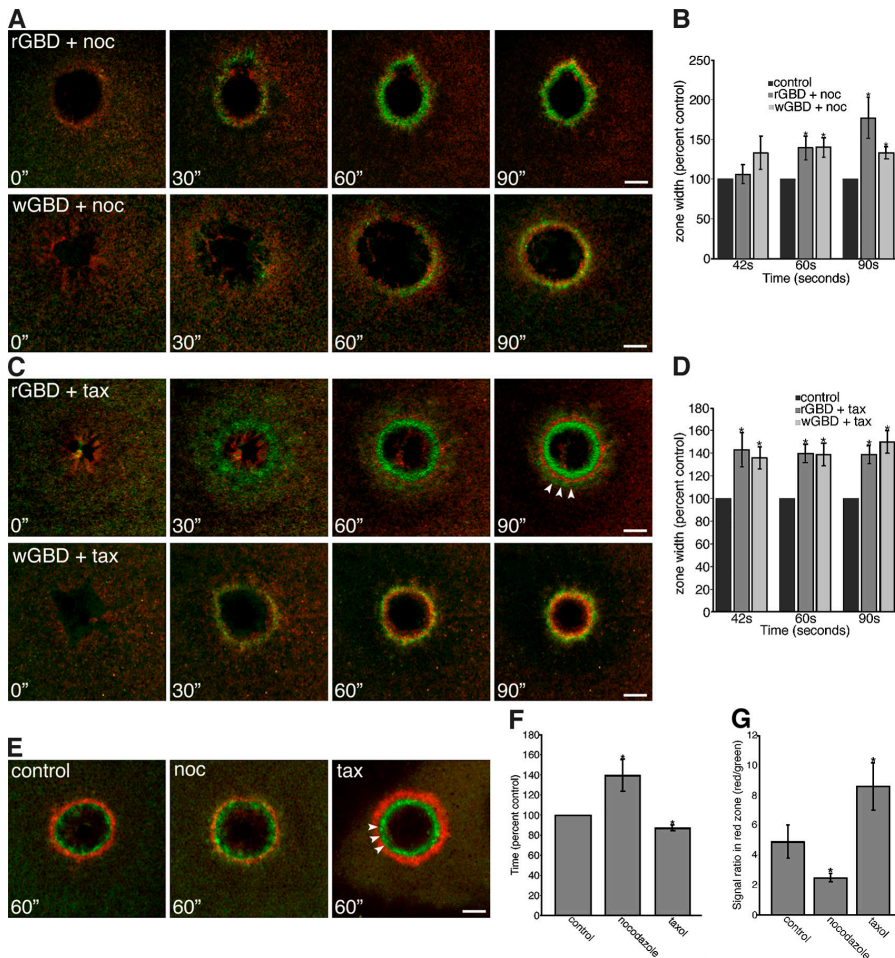 A
rGBD + noc
0”
30”
60”
90”
wGBD + noc
0”
30”
60”
90”
B
250
200
150
100
50
0
zone width (percent control)
control
rGBD + noc
wGBD + noc
* * * *
42s 60s 90s
Time (seconds)
C
rGBD + tax
0”
30”
60”
90”
wGBD + tax
0”
30”
60”
90”
D
180
160
140
120
100
80
60
40
20
0
zone width (percent control)
control
rGBD + tax
wGBD + tax
* * * * * *
42s 60s 90s
Time (seconds)
E
control
60”
noc
60”
tax
60”
F
180
160
140
120
100
80
60
40
20
0
Time (percent control)
* *
control nocodazole taxol
G
12
10
8
6
4
2
0
Signal ratio in red zone (red/green)
* *
control nocodazole taxol